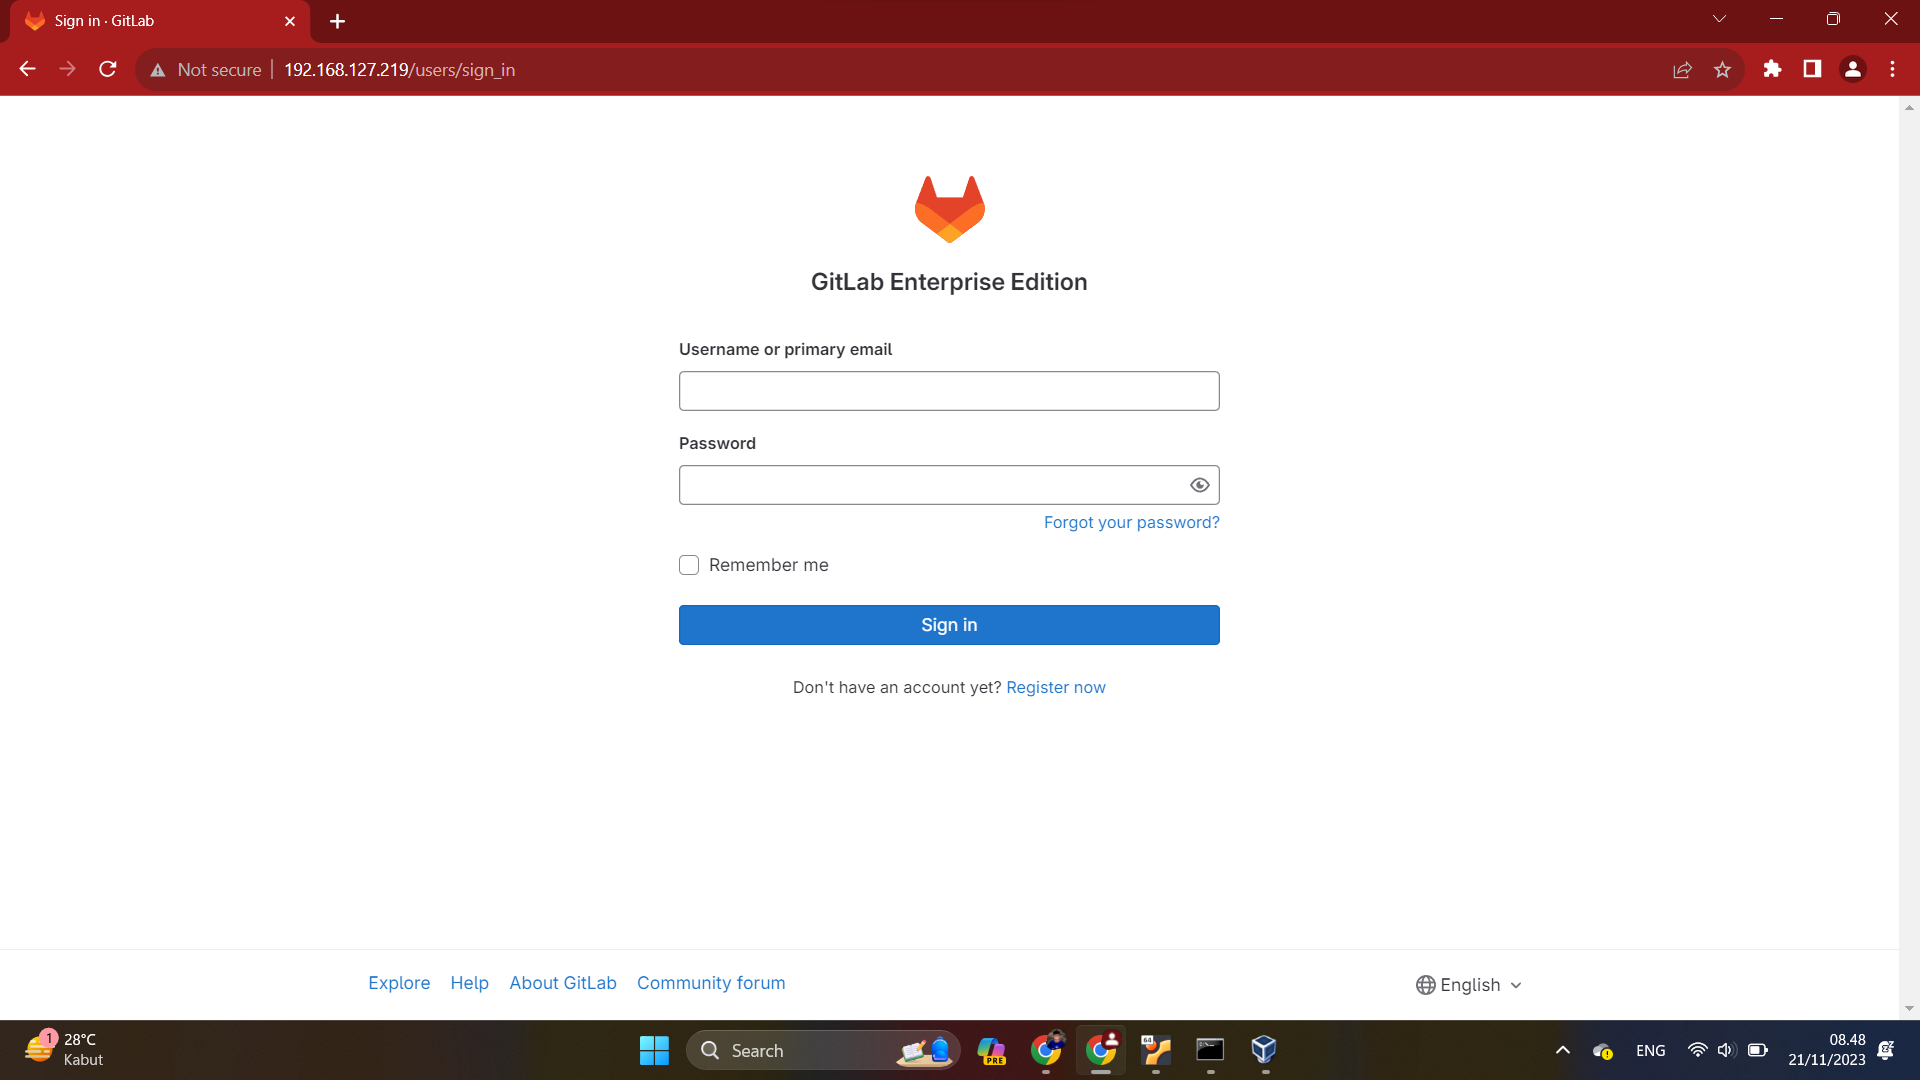 Sign in · GitLab
Not secure 192.168.127.219/users/sign_in
GitLab Enterprise Edition
Username or primary email
Password
Forgot your password?
Remember me
Sign in
Don't have an account yet? Register now
Explore Help About GitLab Community forum
English
1
28°C
Kabut
Search
PRE
64
ENG
08.48
21/11/2023